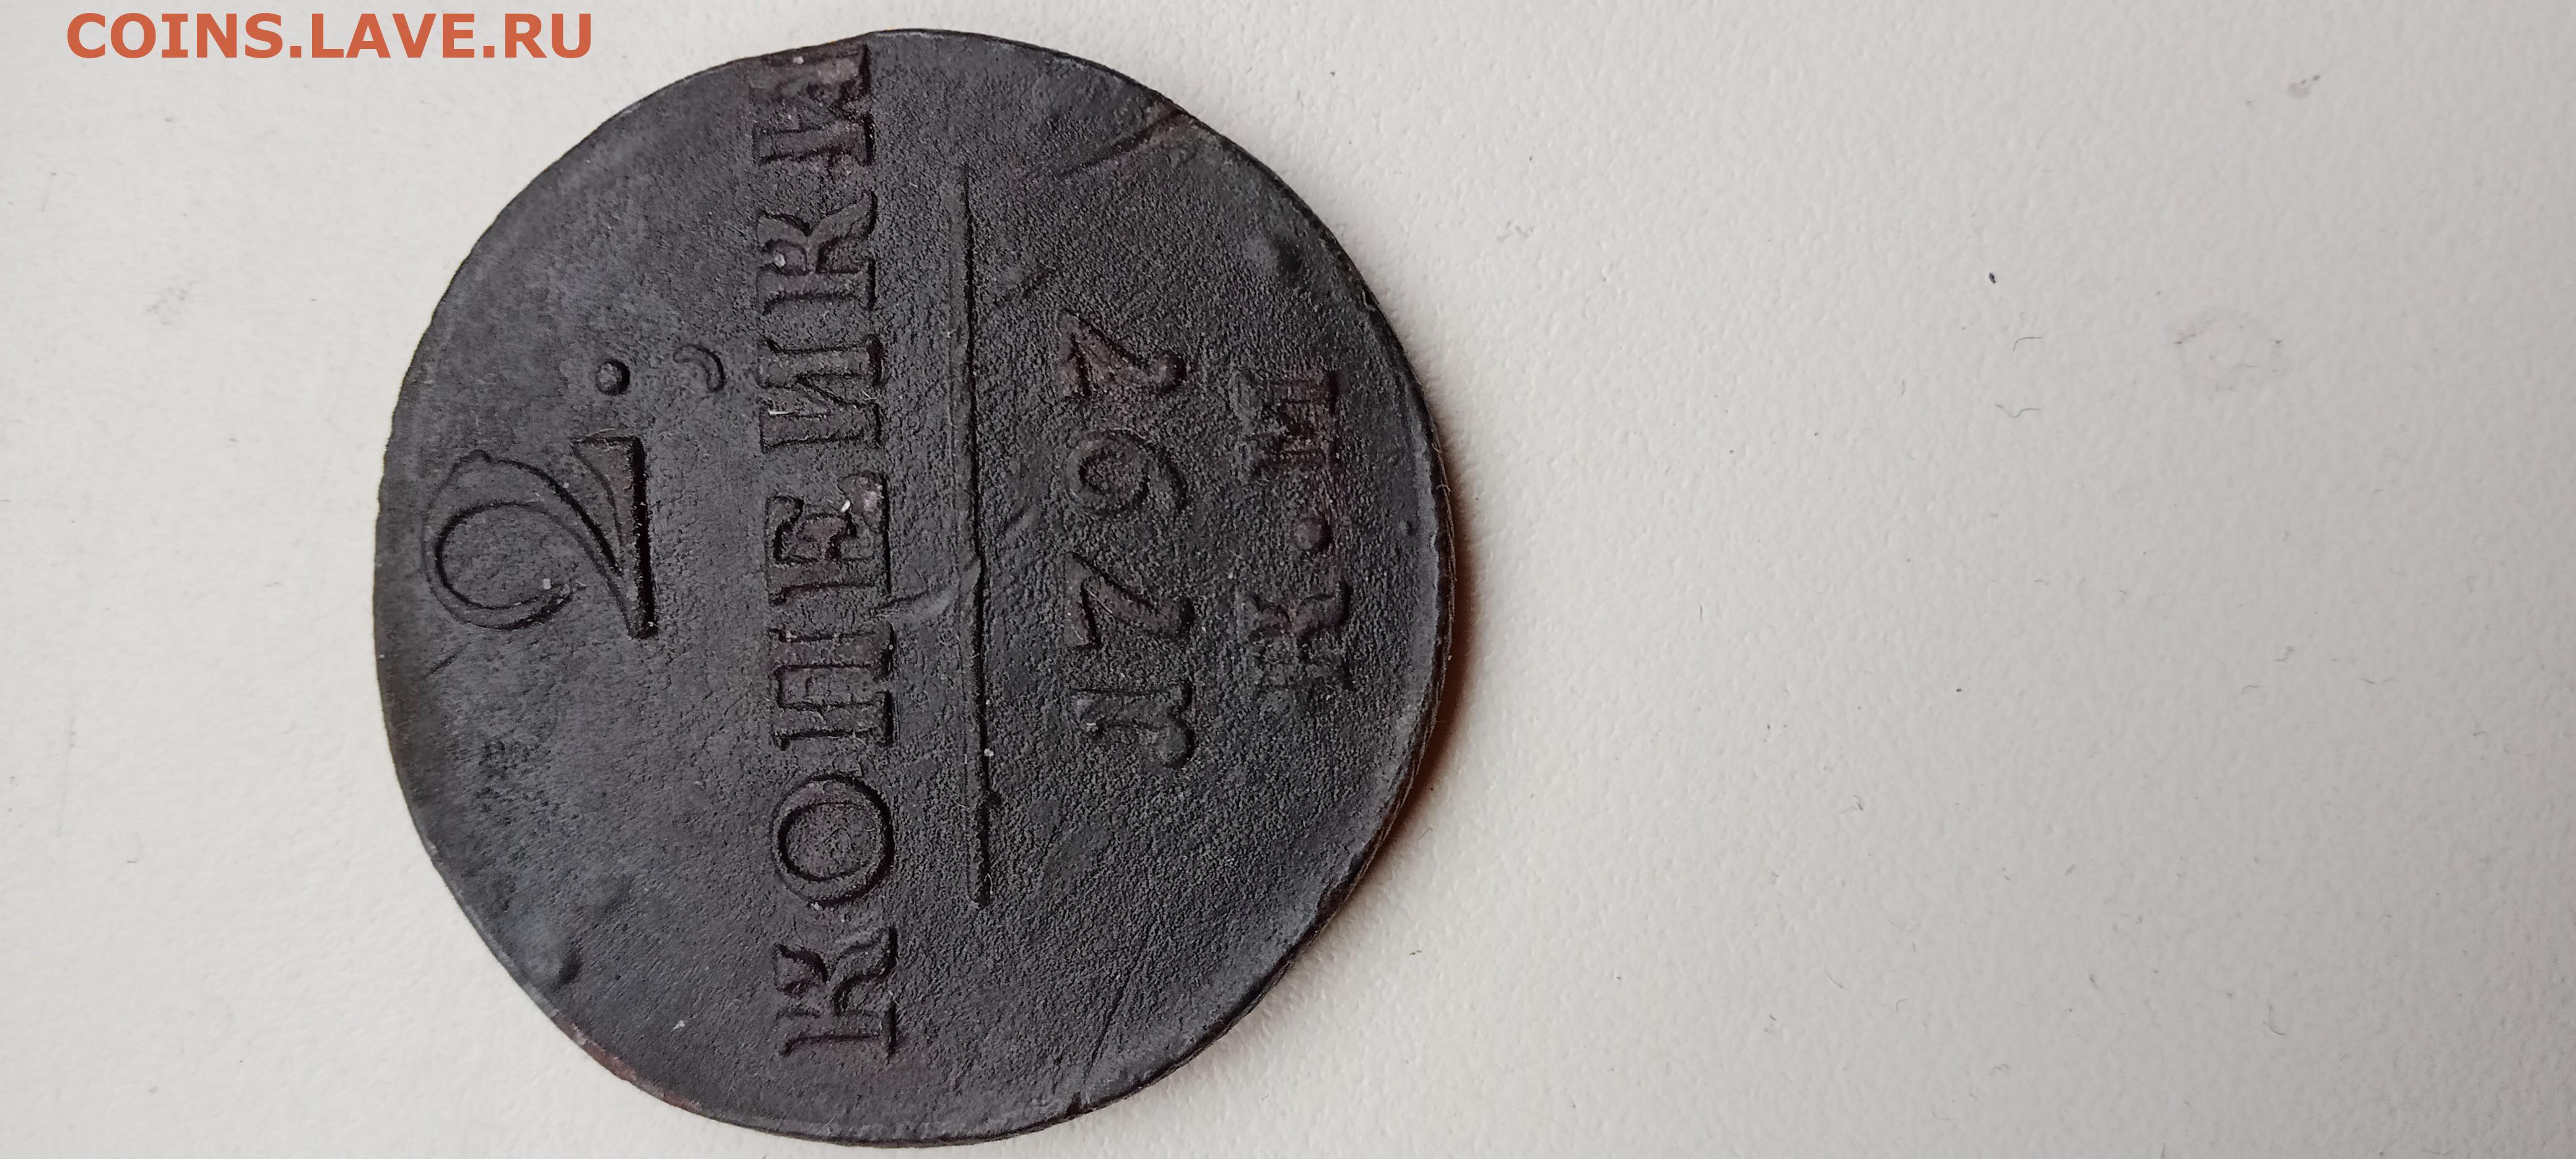 COINS.LAVE.RU
2.
КОПЕЙКИ
1797
К·М